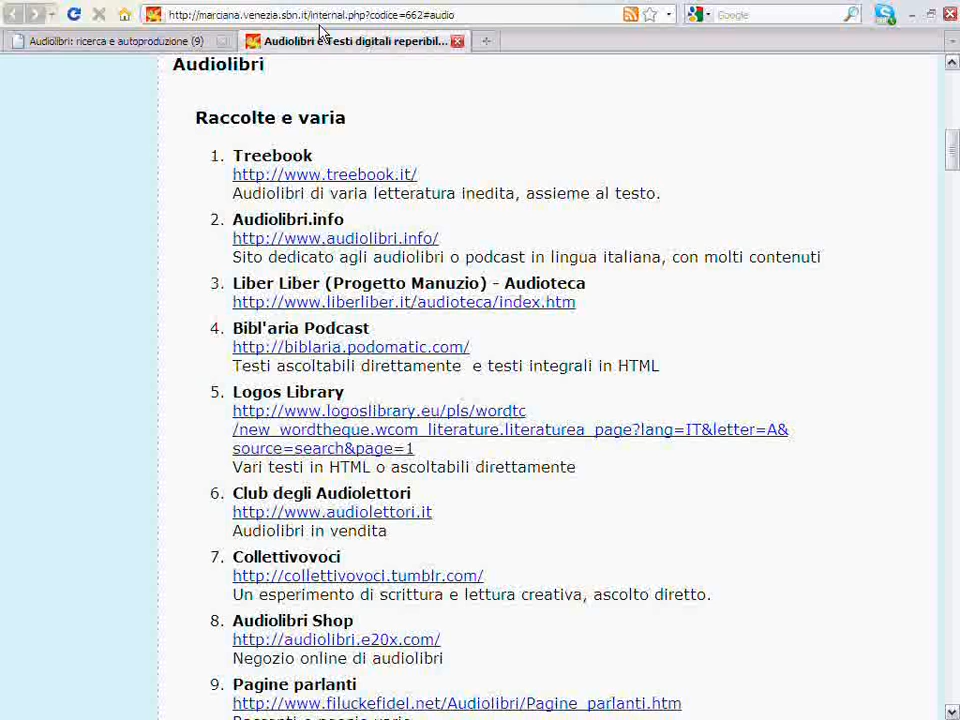 http://marciana.venezia.sbn.it/internal.php?codice=662#audio
Google
Audiolibri: ricerca e autoproduzione (9)
Audiolibri e Testi digitali reperibil...
Audiolibri
Raccolte e varia
1. Treebook
http://www.treebook.it/
Audiolibri di varia letteratura inedita, assieme al testo.
2. Audiolibri.info
http://www.audiolibri.info/
Sito dedicato agli audiolibri o podcast in lingua italiana, con molti contenuti
3. Liber Liber (Progetto Manuzio) - Audioteca
http://www.liberliber.it/audioteca/index.htm
4. Bibl'aria Podcast
http://biblaria.podomatic.com/
Testi ascoltabili direttamente e testi integrali in HTML
5. Logos Library
http://www.logoslibrary.eu/pls/wordtc
/new_wordtheque.wcom_literature.literaturea_page?lang=IT&letter=A&
source=search&page=1
Vari testi in HTML o ascoltabili direttamente
6. Club degli Audiolettori
http://www.audiolettori.it
Audiolibri in vendita
7. Collettivovoci
http://collettivovoci.tumblr.com/
Un esperimento di scrittura e lettura creativa, ascolto diretto.
8. Audiolibri Shop
http://audiolibri.e20x.com/
Negozio online di audiolibri
9. Pagine parlanti
http://www.filuckefidel.net/Audiolibri/Pagine_parlanti.htm